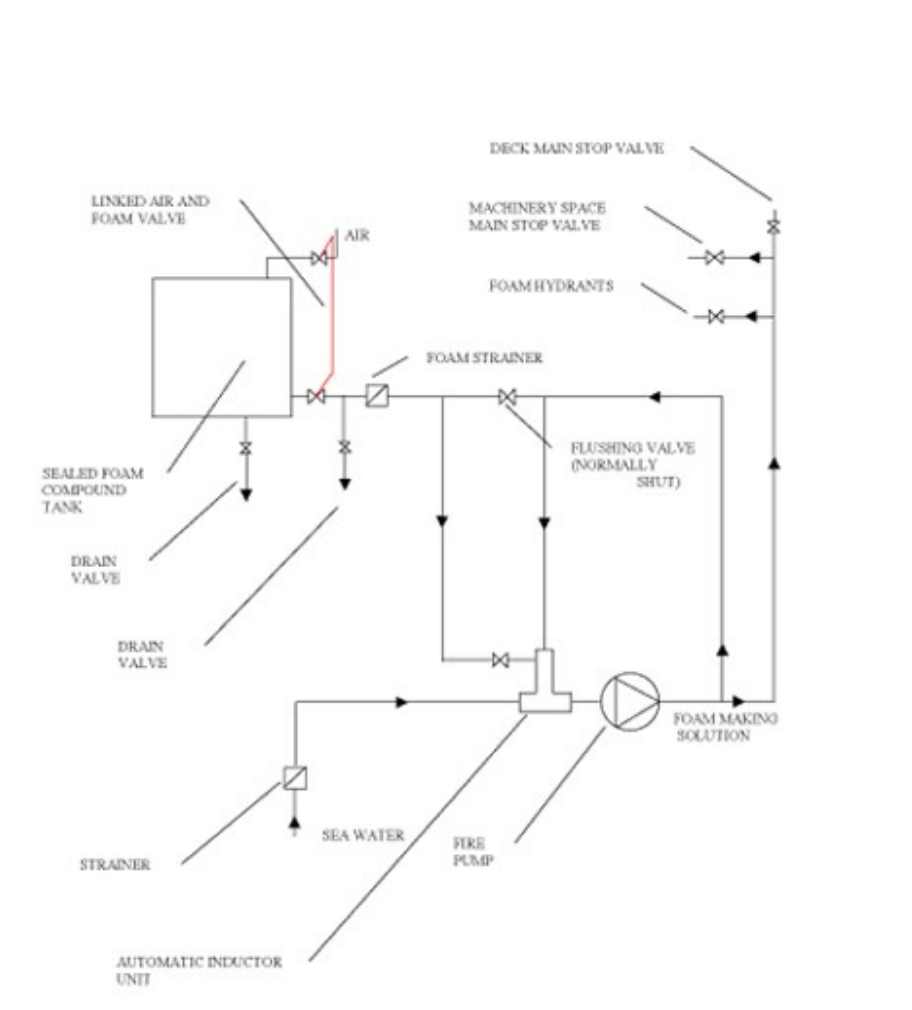 DECK MAIN STOP VALVE
LINKED AIR AND
FOAM VALVE
MACHINERY SPACE
MAIN STOP VALVE
AIR
FOAM HYDRANTS
FOAM STRAINER
FLUSHING VALVE
(NORMALLY
SHUT)
SEALED FOAM
COMPOUND
TANK
DRAIN
VALVE
DRAIN
VALVE
FOAM MAKING
SOLUTION
SEA WATER
FIRE
PUMP
STRAINER
AUTOMATIC INDUCTOR
UNIT